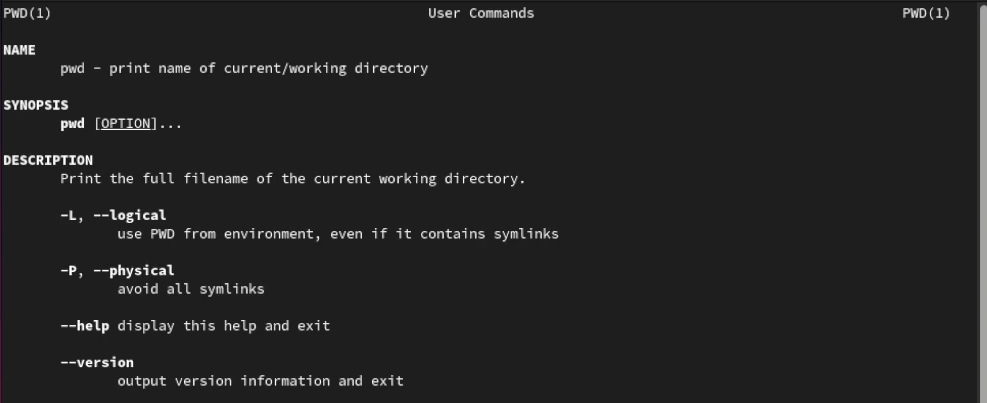 PWD(1) User Commands PWD(1)
NAME
pwd - print name of current/working directory
SYNOPSIS
pwd [OPTION]...
DESCRIPTION
Print the full filename of the current working directory.
-L, --logical
use PWD from environment, even if it contains symlinks
-P, --physical
avoid all symlinks
--help display this help and exit
--version
output version information and exit